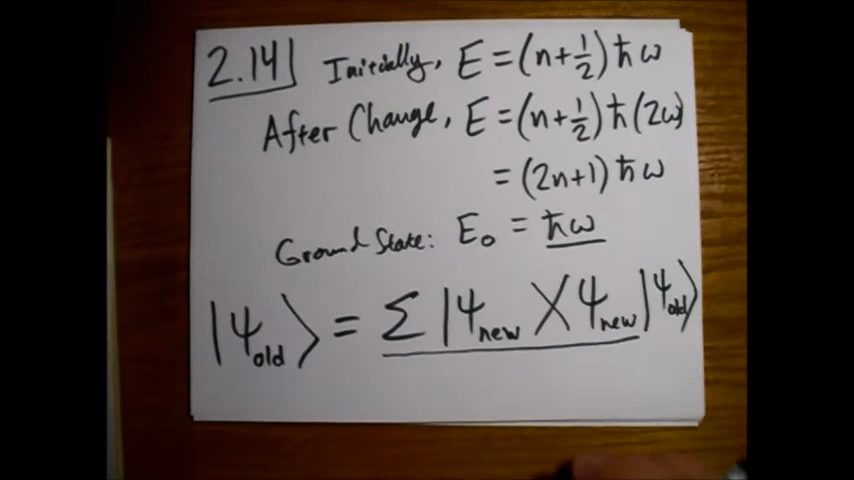 2.14 Initially, E = (n+1/2)ħω
After Change, E = (n+1/2)ħ(2ω)
= (2n+1)ħω
Ground State: E₀ = ħω
|ψ_old⟩ = Σ |ψ_new⟩⟨ψ_new|ψ_old⟩